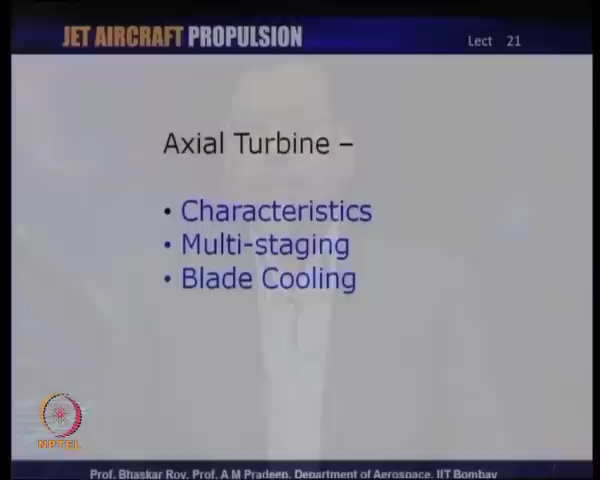 JET AIRCRAFT PROPULSION
Lect 21
Axial Turbine –
• Characteristics
• Multi-staging
• Blade Cooling
NPTEL
Prof. Bhaskar Roy, Prof. A M Pradeep, Department of Aerospace, IIT Bombay